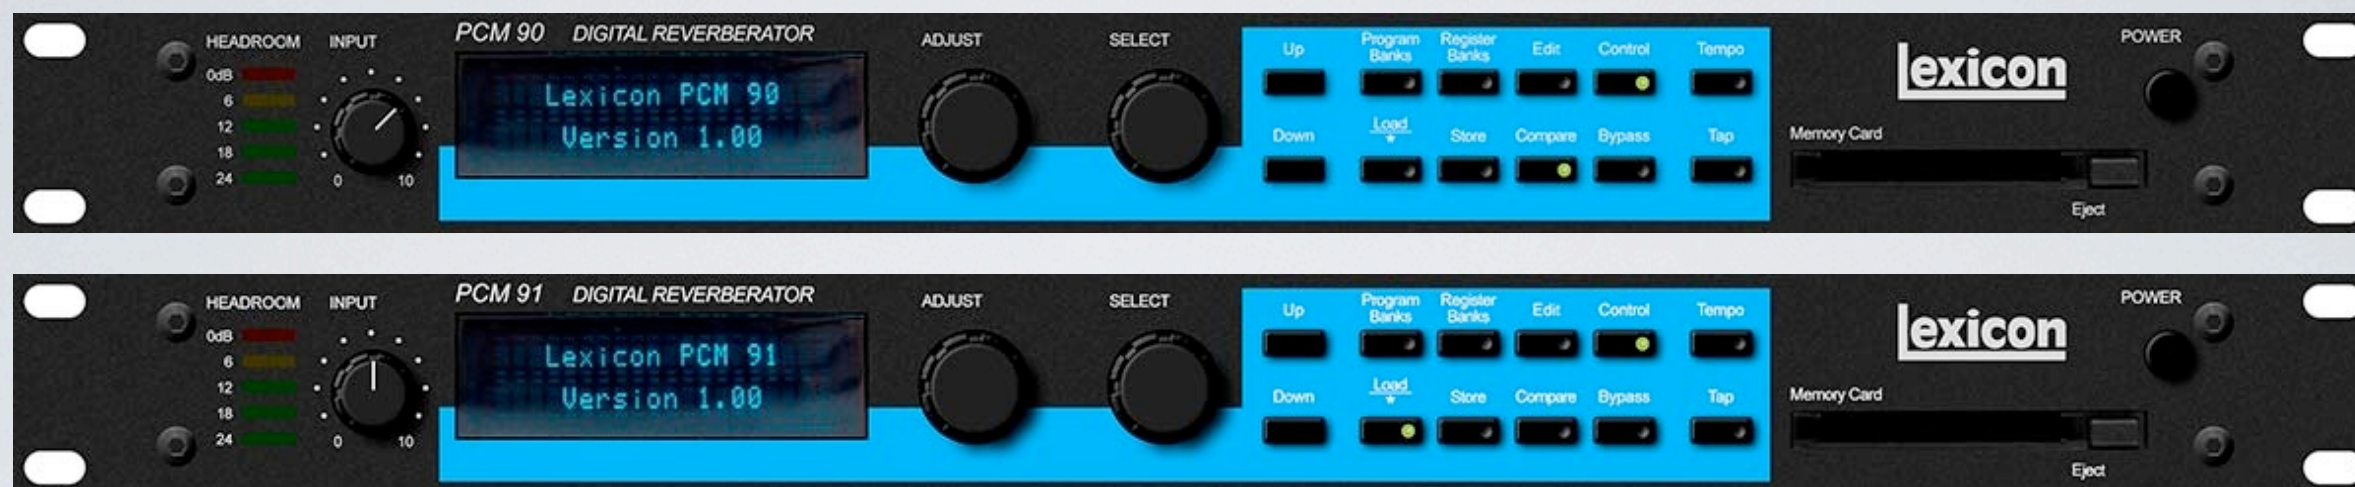 PCM 90 DIGITAL REVERBERATOR
HEADROOM INPUT ADJUST SELECT POWER
Up Program Banks Register Banks Edit Control Tempo
0dB
6
12
18
24
0 10
Lexicon PCM 90
Version 1.00
Down Load ★ Store Compare Bypass Tap
lexicon
Memory Card
Eject
PCM 91 DIGITAL REVERBERATOR
HEADROOM INPUT ADJUST SELECT POWER
Up Program Banks Register Banks Edit Control Tempo
0dB
6
12
18
24
0 10
Lexicon PCM 91
Version 1.00
Down Load ★ Store Compare Bypass Tap
lexicon
Memory Card
Eject